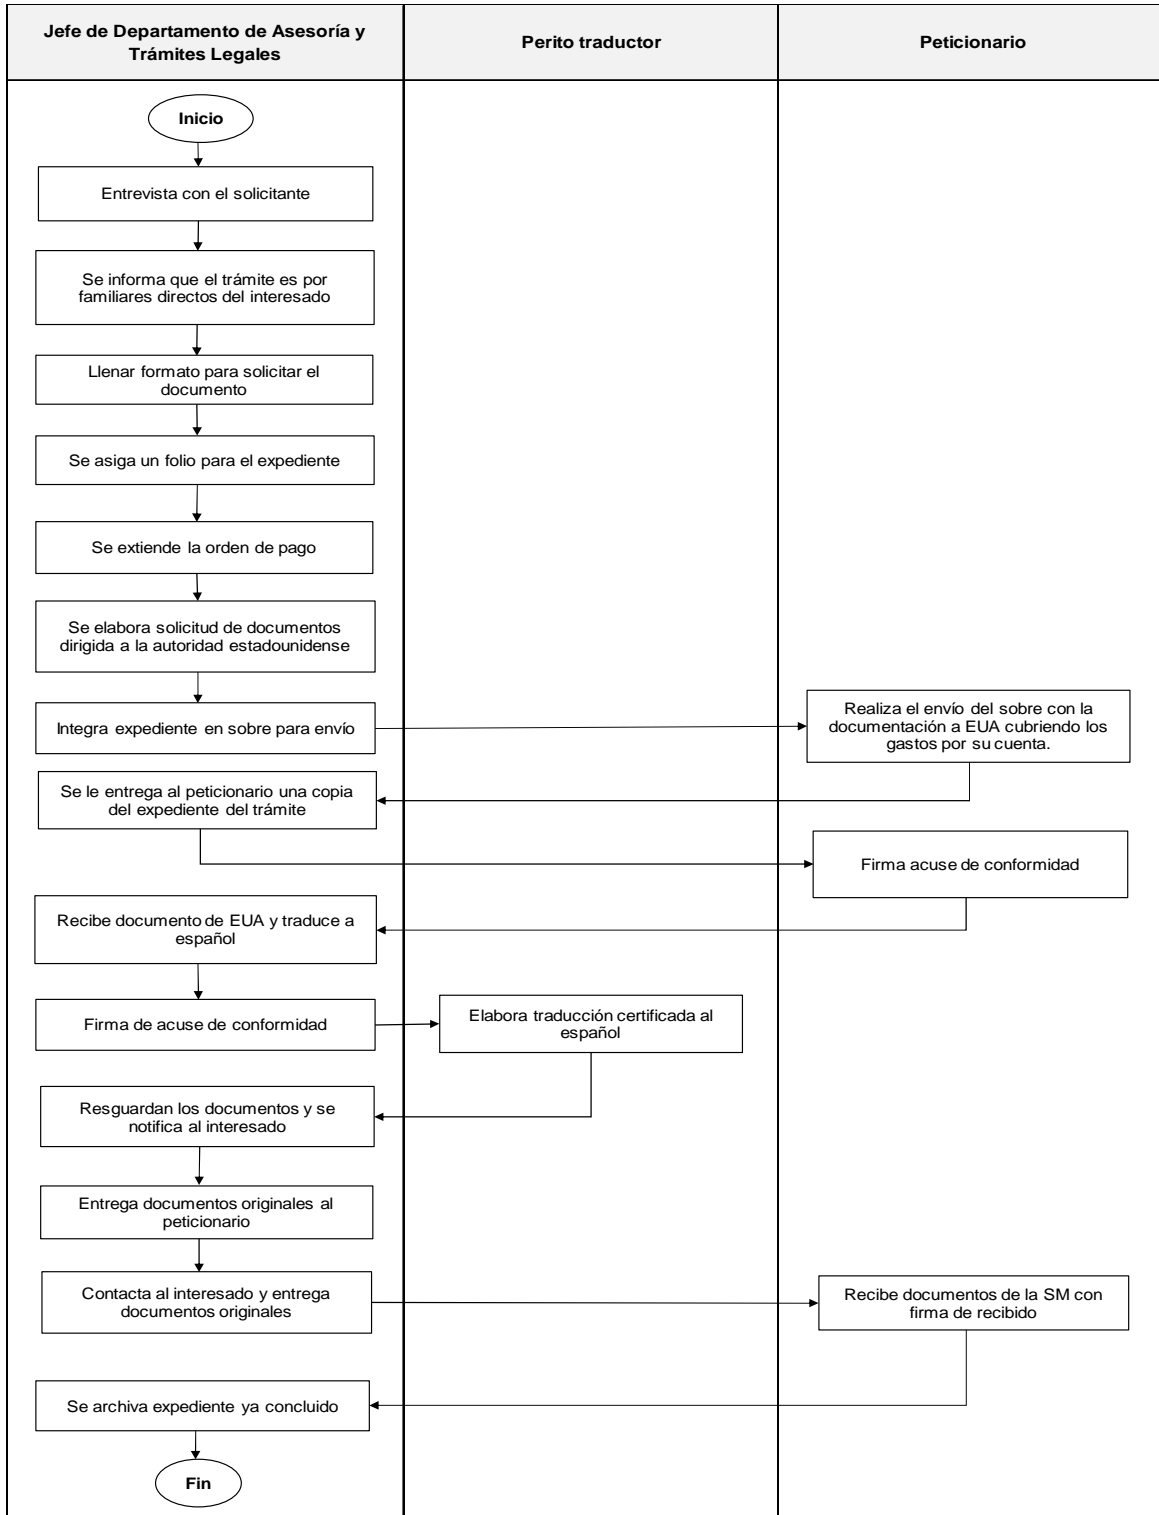 Jefe de Departamento de Asesoría y
Trámites Legales
Perito traductor
Peticionario
Inicio
Entrevista con el solicitante
Se informa que el trámite es por
familiares directos del interesado
Llenar formato para solicitar el
documento
Se asiga un folio para el expediente
Se extiende la orden de pago
Se elabora solicitud de documentos
dirigida a la autoridad estadounidense
Integra expediente en sobre para envío
Realiza el envío del sobre con la
documentación a EUA cubriendo los
gastos por su cuenta.
Se le entrega al peticionario una copia
del expediente del trámite
Firma acuse de conformidad
Recibe documento de EUA y traduce a
español
Firma de acuse de conformidad
Elabora traducción certificada al
español
Resguardan los documentos y se
notifica al interesado
Entrega documentos originales al
peticionario
Contacta al interesado y entrega
documentos originales
Recibe documentos de la SM con
firma de recibido
Se archiva expediente ya concluido
Fin